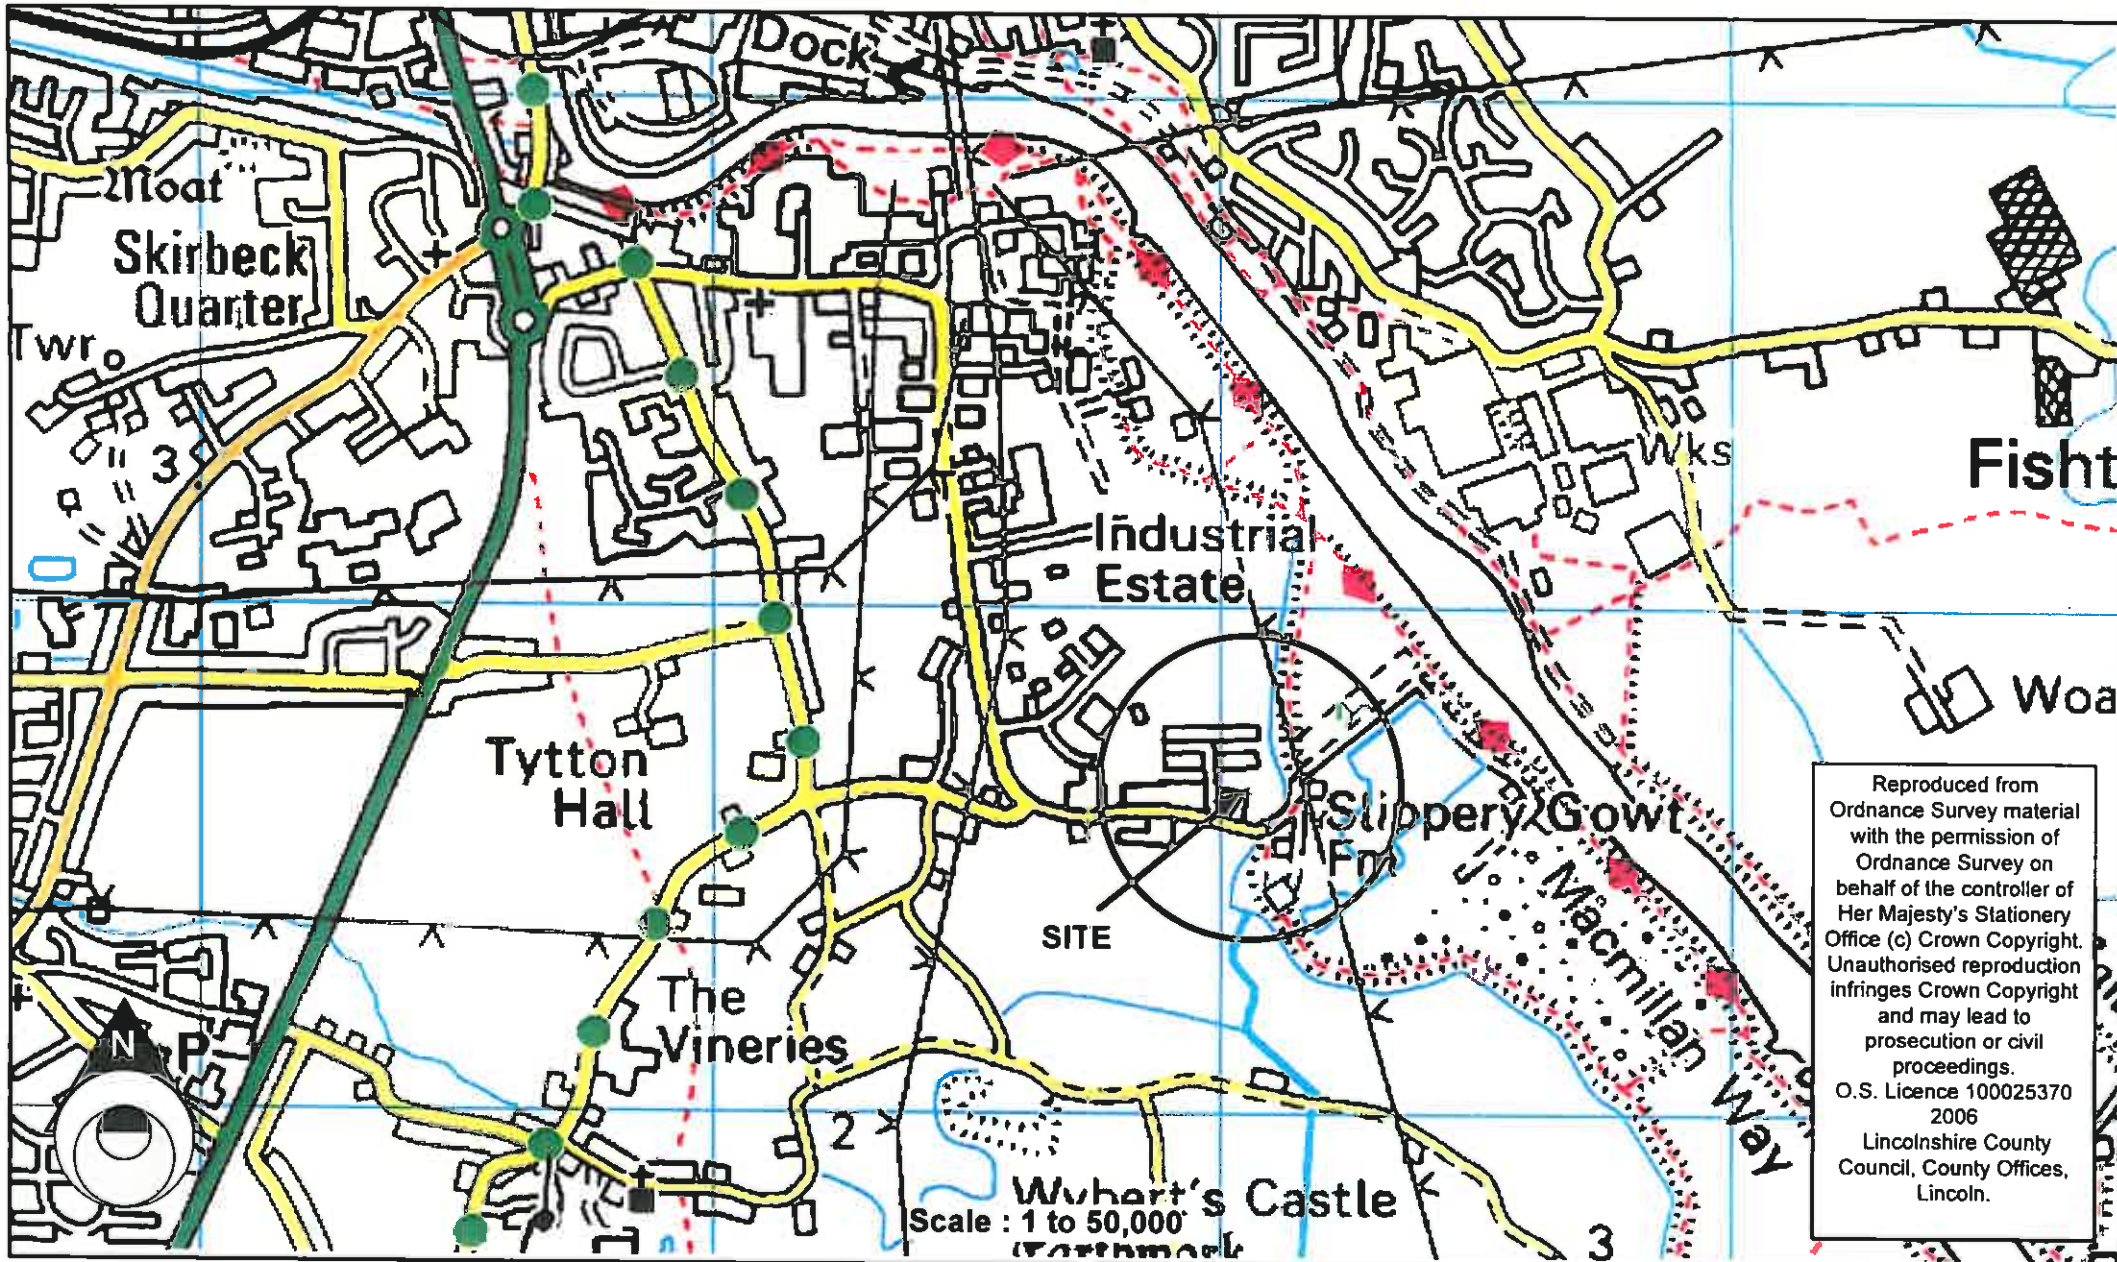 Dock
Moat
Skirbeck
Quarter
Twr
3
Wks
Fisht
Industrial
Estate
Woa
Tytton
Hall
Slippery Gowt
Fm
SITE
Macmillan Way
The
Vineries
N
P
2
Wybert's Castle
Scale : 1 to 50,000
3
Reproduced from
Ordnance Survey material
with the permission of
Ordnance Survey on
behalf of the controller of
Her Majesty's Stationery
Office (c) Crown Copyright.
Unauthorised reproduction
infringes Crown Copyright
and may lead to
prosecution or civil
proceedings.
O.S. Licence 100025370
2006
Lincolnshire County
Council, County Offices,
Lincoln.